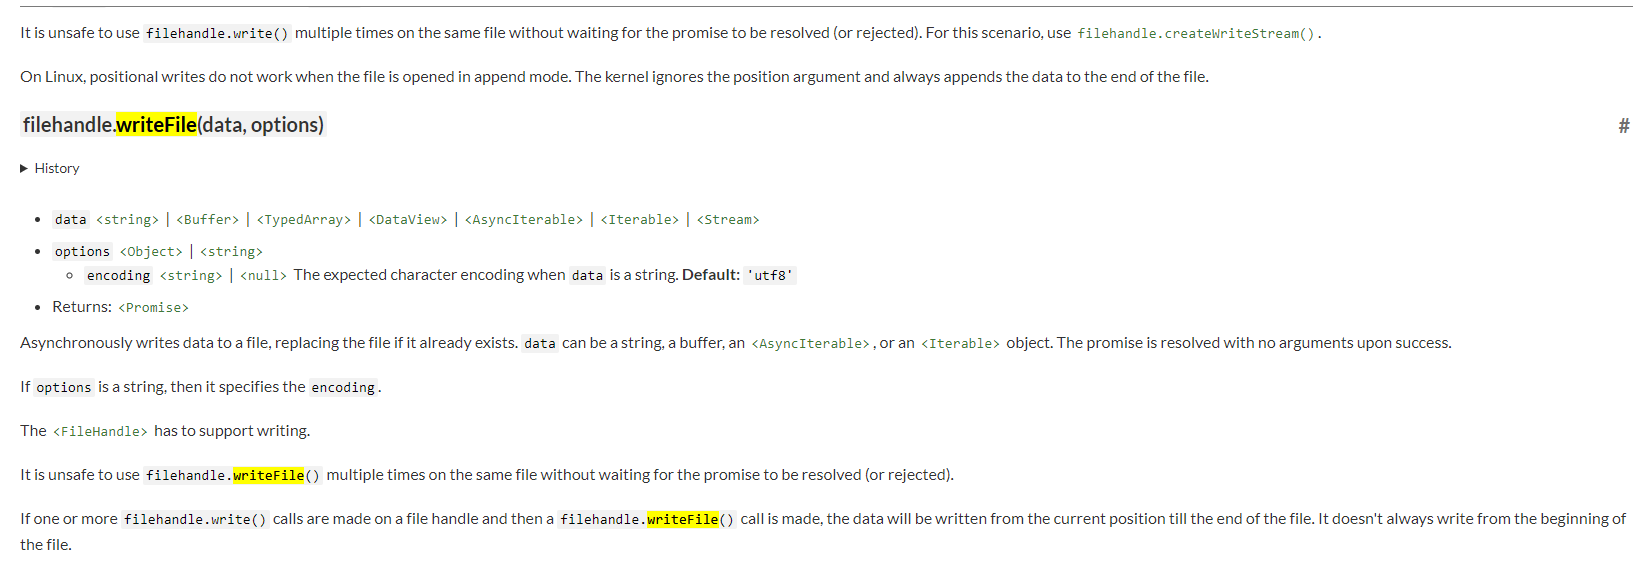 It is unsafe to use filehandle.write() multiple times on the same file without waiting for the promise to be resolved (or rejected). For this scenario, use filehandle.createWriteStream().
On Linux, positional writes do not work when the file is opened in append mode. The kernel ignores the position argument and always appends the data to the end of the file.
filehandle.writeFile(data, options)
#
▶ History
• data <string> | <Buffer> | <TypedArray> | <DataView> | <AsyncIterable> | <Iterable> | <Stream>
• options <Object> | <string>
◦ encoding <string> | <null> The expected character encoding when data is a string. Default: 'utf8'
• Returns: <Promise>
Asynchronously writes data to a file, replacing the file if it already exists. data can be a string, a buffer, an <AsyncIterable>, or an <Iterable> object. The promise is resolved with no arguments upon success.
If options is a string, then it specifies the encoding.
The <FileHandle> has to support writing.
It is unsafe to use filehandle.writeFile() multiple times on the same file without waiting for the promise to be resolved (or rejected).
If one or more filehandle.write() calls are made on a file handle and then a filehandle.writeFile() call is made, the data will be written from the current position till the end of the file. It doesn't always write from the beginning of
the file.